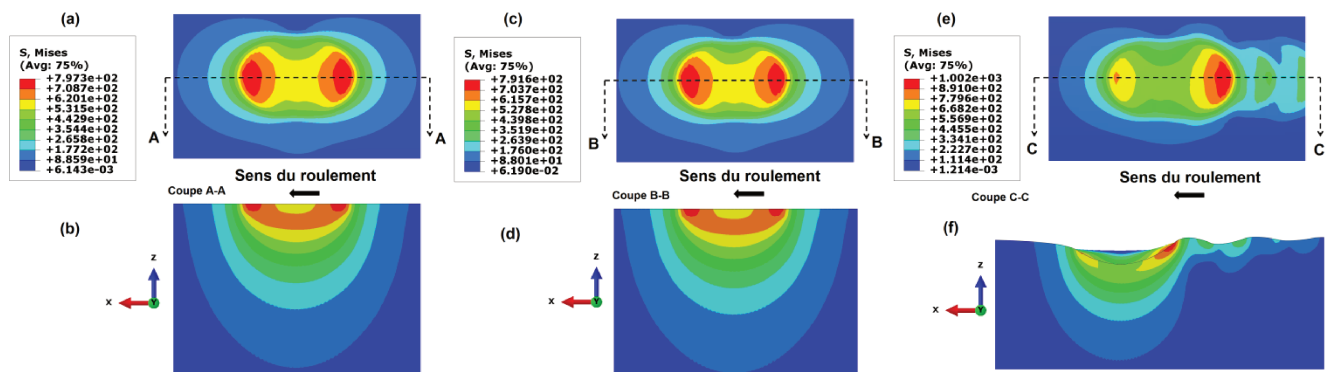 (a)
S, Mises
(Avg: 75%)
+7.973e+02
+7.087e+02
+6.201e+02
+5.315e+02
+4.429e+02
+3.544e+02
+2.658e+02
+1.772e+02
+8.859e+01
+6.143e-03
A
A
Sens du roulement
Coupe A-A
(b)
z
x
Y
(c)
S, Mises
(Avg: 75%)
+7.916e+02
+7.037e+02
+6.157e+02
+5.278e+02
+4.398e+02
+3.519e+02
+2.639e+02
+1.760e+02
+8.801e+01
+6.190e-02
B
B
Sens du roulement
Coupe B-B
(d)
z
x
Y
(e)
S, Mises
(Avg: 75%)
+1.002e+03
+8.910e+02
+7.796e+02
+6.682e+02
+5.569e+02
+4.455e+02
+3.341e+02
+2.227e+02
+1.114e+02
+1.214e-03
C
C
Sens du roulement
Coupe C-C
(f)
z
x
Y